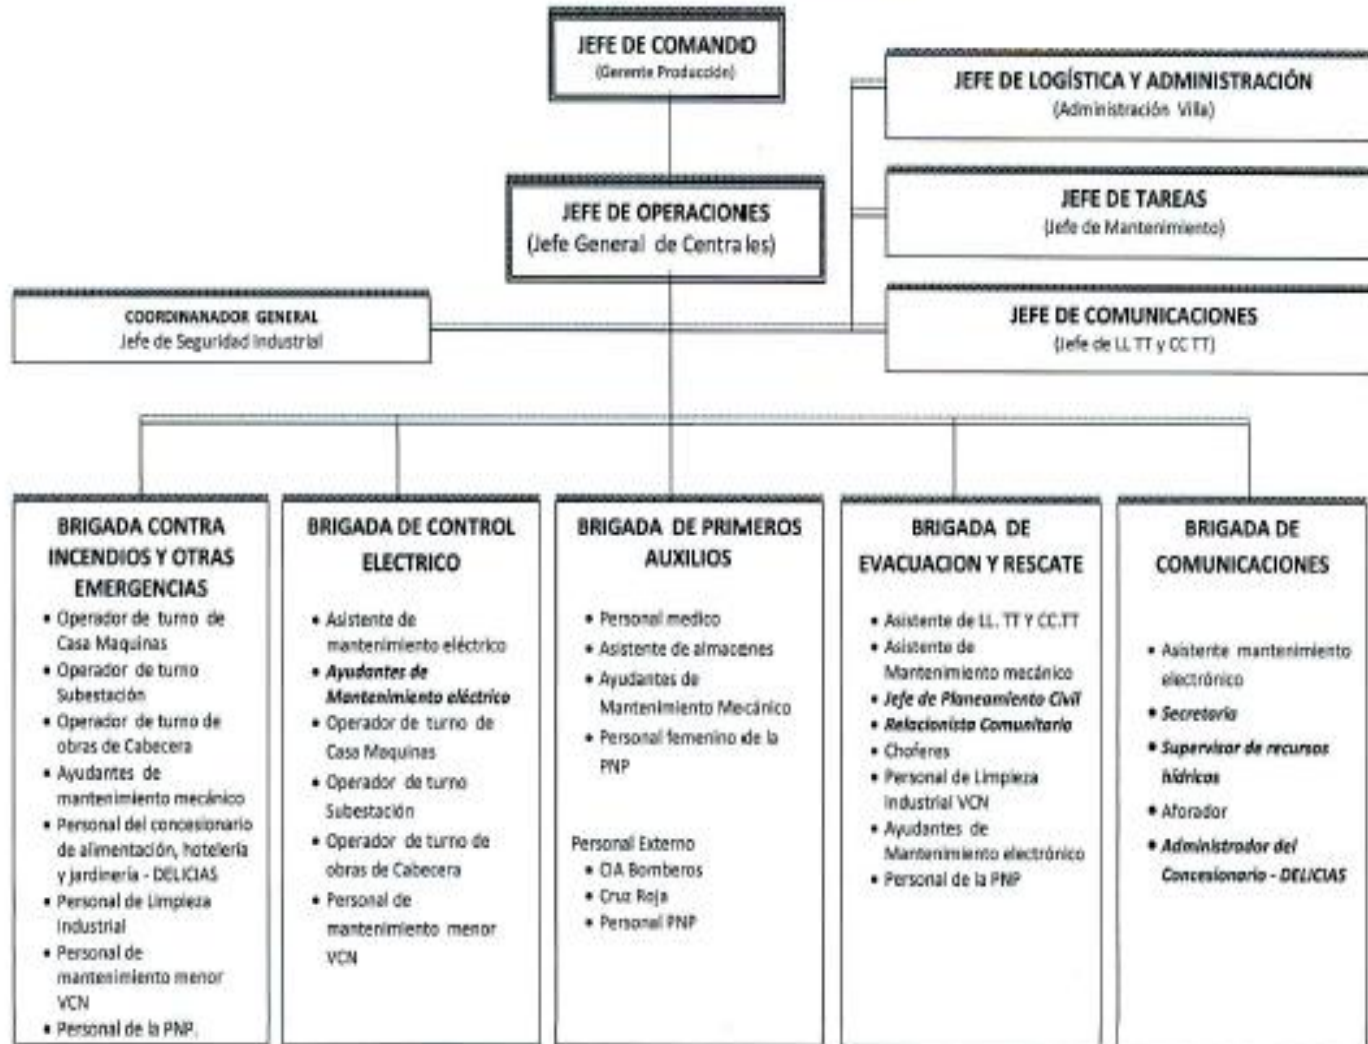 JEFE DE COMANDO
(Gerente Producción)
JEFE DE LOGÍSTICA Y ADMINISTRACIÓN
(Administración Villa)
JEFE DE OPERACIONES
(Jefe General de Centrales)
JEFE DE TAREAS
(Jefe de Mantenimiento)
COORDINANADOR GENERAL
Jefe de Seguridad Industrial
JEFE DE COMUNICACIONES
(Jefe de LL TT y CC TT)
BRIGADA CONTRA
INCENDIOS Y OTRAS
EMERGENCIAS
• Operador de turno de
Casa Maquinas
• Operador de turno
Subestación
• Operador de turno de
obras de Cabecera
• Ayudantes de
mantenimiento mecánico
• Personal del concesionario
de alimentación, hotelería
y jardinería - DELICIAS
• Personal de Limpieza
Industrial
• Personal de
mantenimiento menor
VCN
• Personal de la PNP.
BRIGADA DE CONTROL
ELECTRICO
• Asistente de
mantenimiento eléctrico
• Ayudantes de
Mantenimiento eléctrico
• Operador de turno de
Casa Maquinas
• Operador de turno
Subestación
• Operador de turno de
obras de Cabecera
• Personal de
mantenimiento menor
VCN
BRIGADA DE PRIMEROS
AUXILIOS
• Personal medico
• Asistente de almacenes
• Ayudantes de
Mantenimiento Mecánico
• Personal femenino de la
PNP
Personal Externo
• CIA Bomberos
• Cruz Roja
• Personal PNP
BRIGADA DE
EVACUACION Y RESCATE
• Asistente de LL. TT Y CC.TT
• Asistente de
Mantenimiento mecánico
• Jefe de Planeamiento Civil
• Relacionista Comunitario
• Choferes
• Personal de Limpieza
Industrial VCN
• Ayudantes de
Mantenimiento electrónico
• Personal de la PNP
BRIGADA DE
COMUNICACIONES
• Asistente mantenimiento
electrónico
• Secretaria
• Supervisor de recursos
hídricos
• Aforador
• Administrador del
Concesionario - DELICIAS